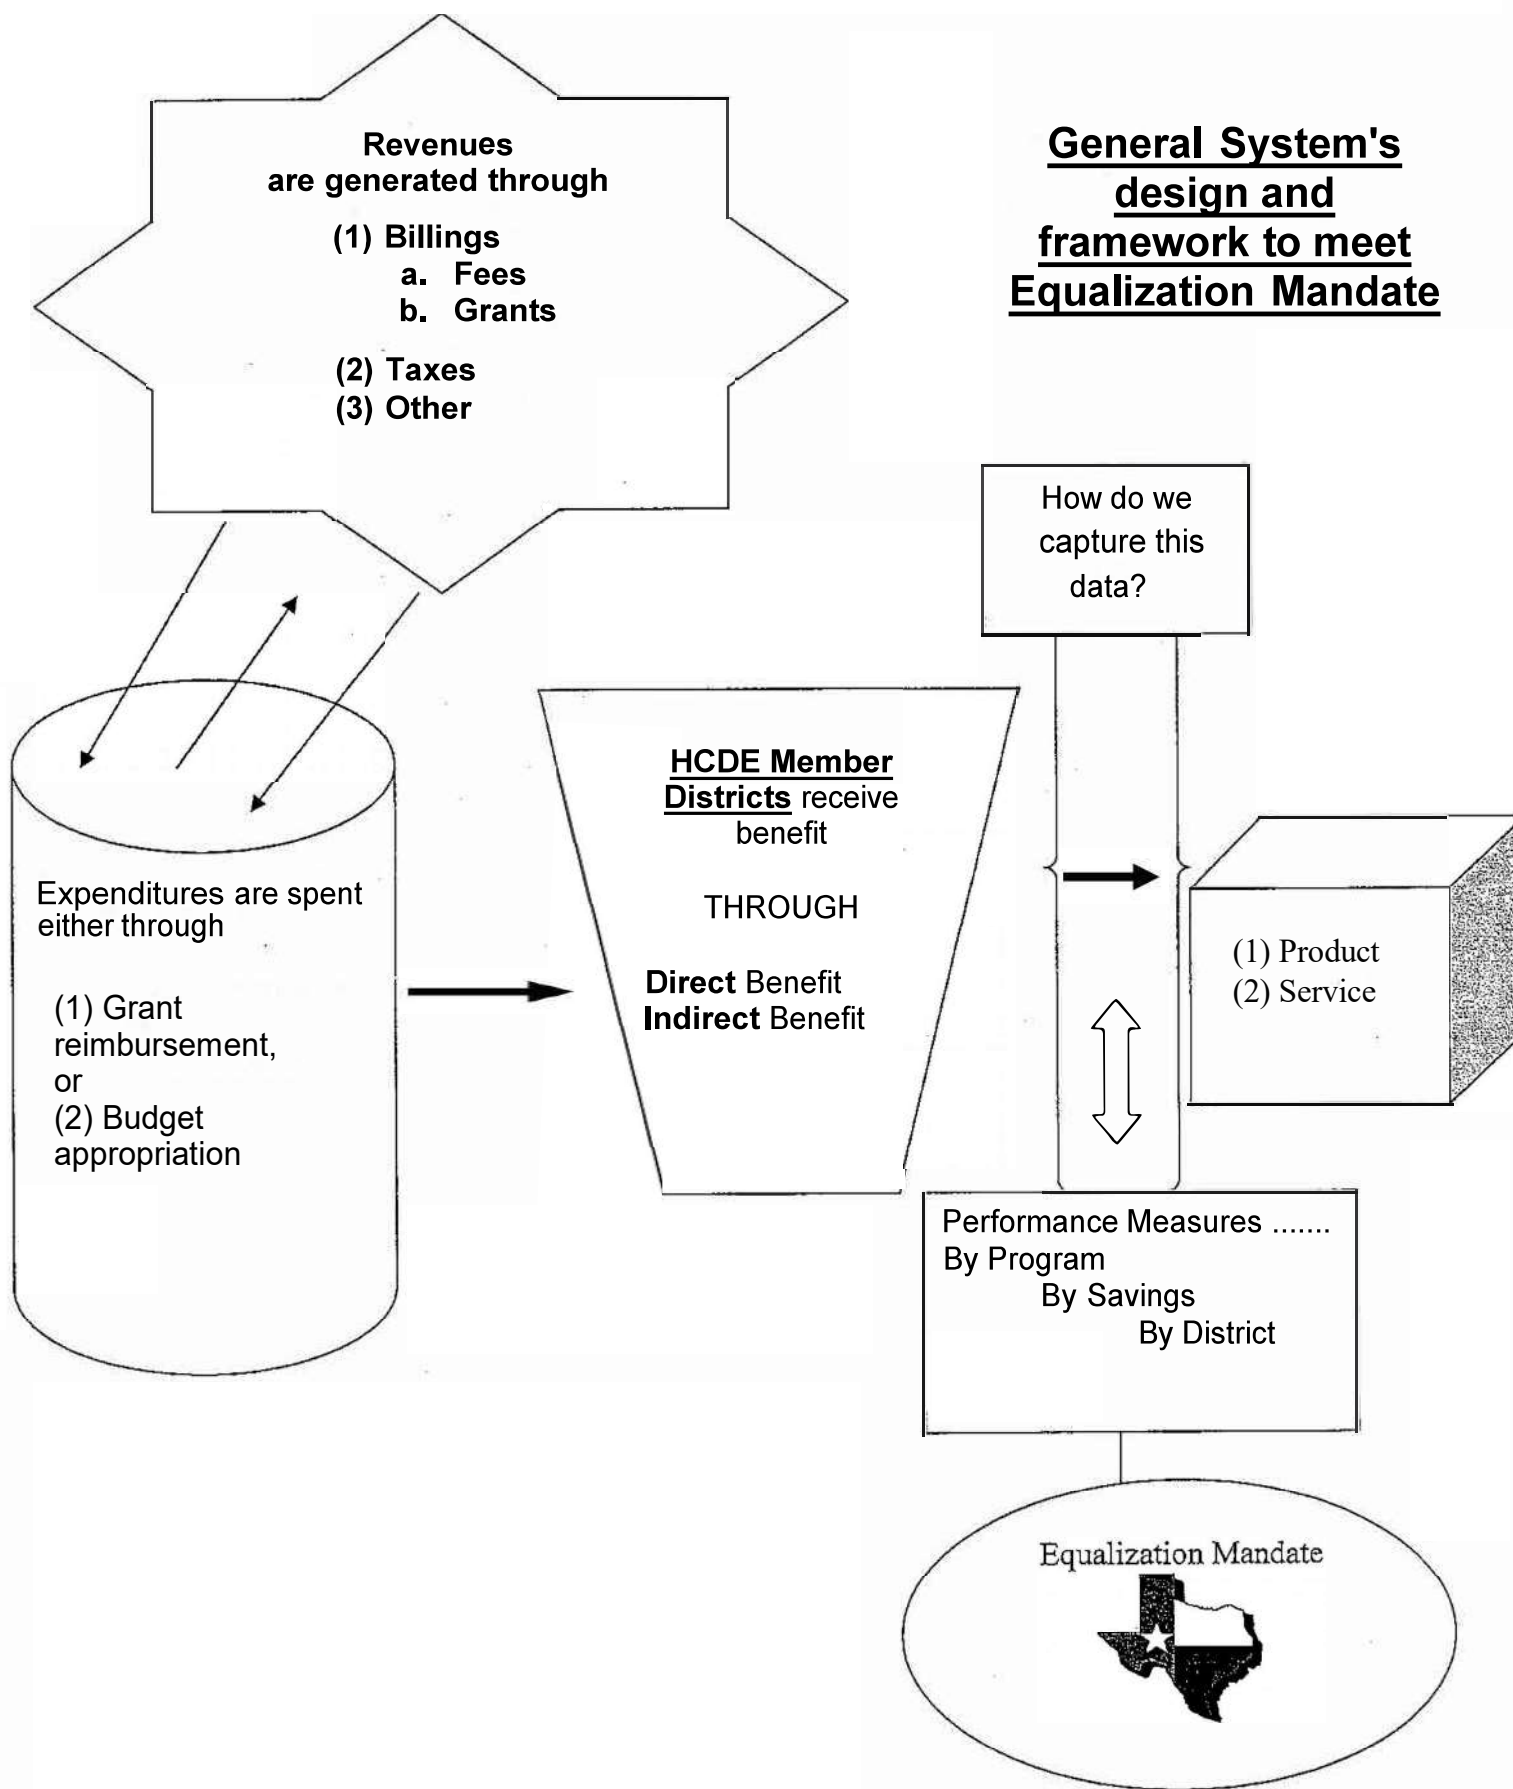 Revenues
are generated through
(1) Billings
a. Fees
b. Grants
(2) Taxes
(3) Other
General System's
design and
framework to meet
Equalization Mandate
How do we
capture this
data?
Expenditures are spent
either through
(1) Grant
reimbursement,
or
(2) Budget
appropriation
HCDE Member
Districts receive
benefit
THROUGH
Direct Benefit
Indirect Benefit
(1) Product
(2) Service
Performance Measures .......
By Program
By Savings
By District
Equalization Mandate